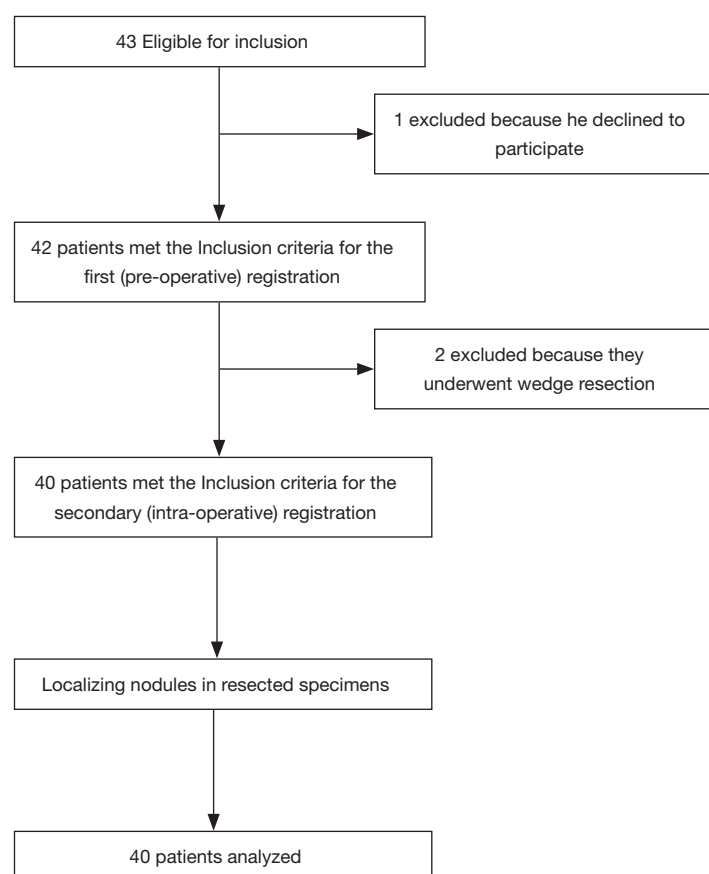 43 Eligible for inclusion
1 excluded because he declined to
participate
42 patients met the Inclusion criteria for the
first (pre-operative) registration
2 excluded because they
underwent wedge resection
40 patients met the Inclusion criteria for the
secondary (intra-operative) registration
Localizing nodules in resected specimens
40 patients analyzed